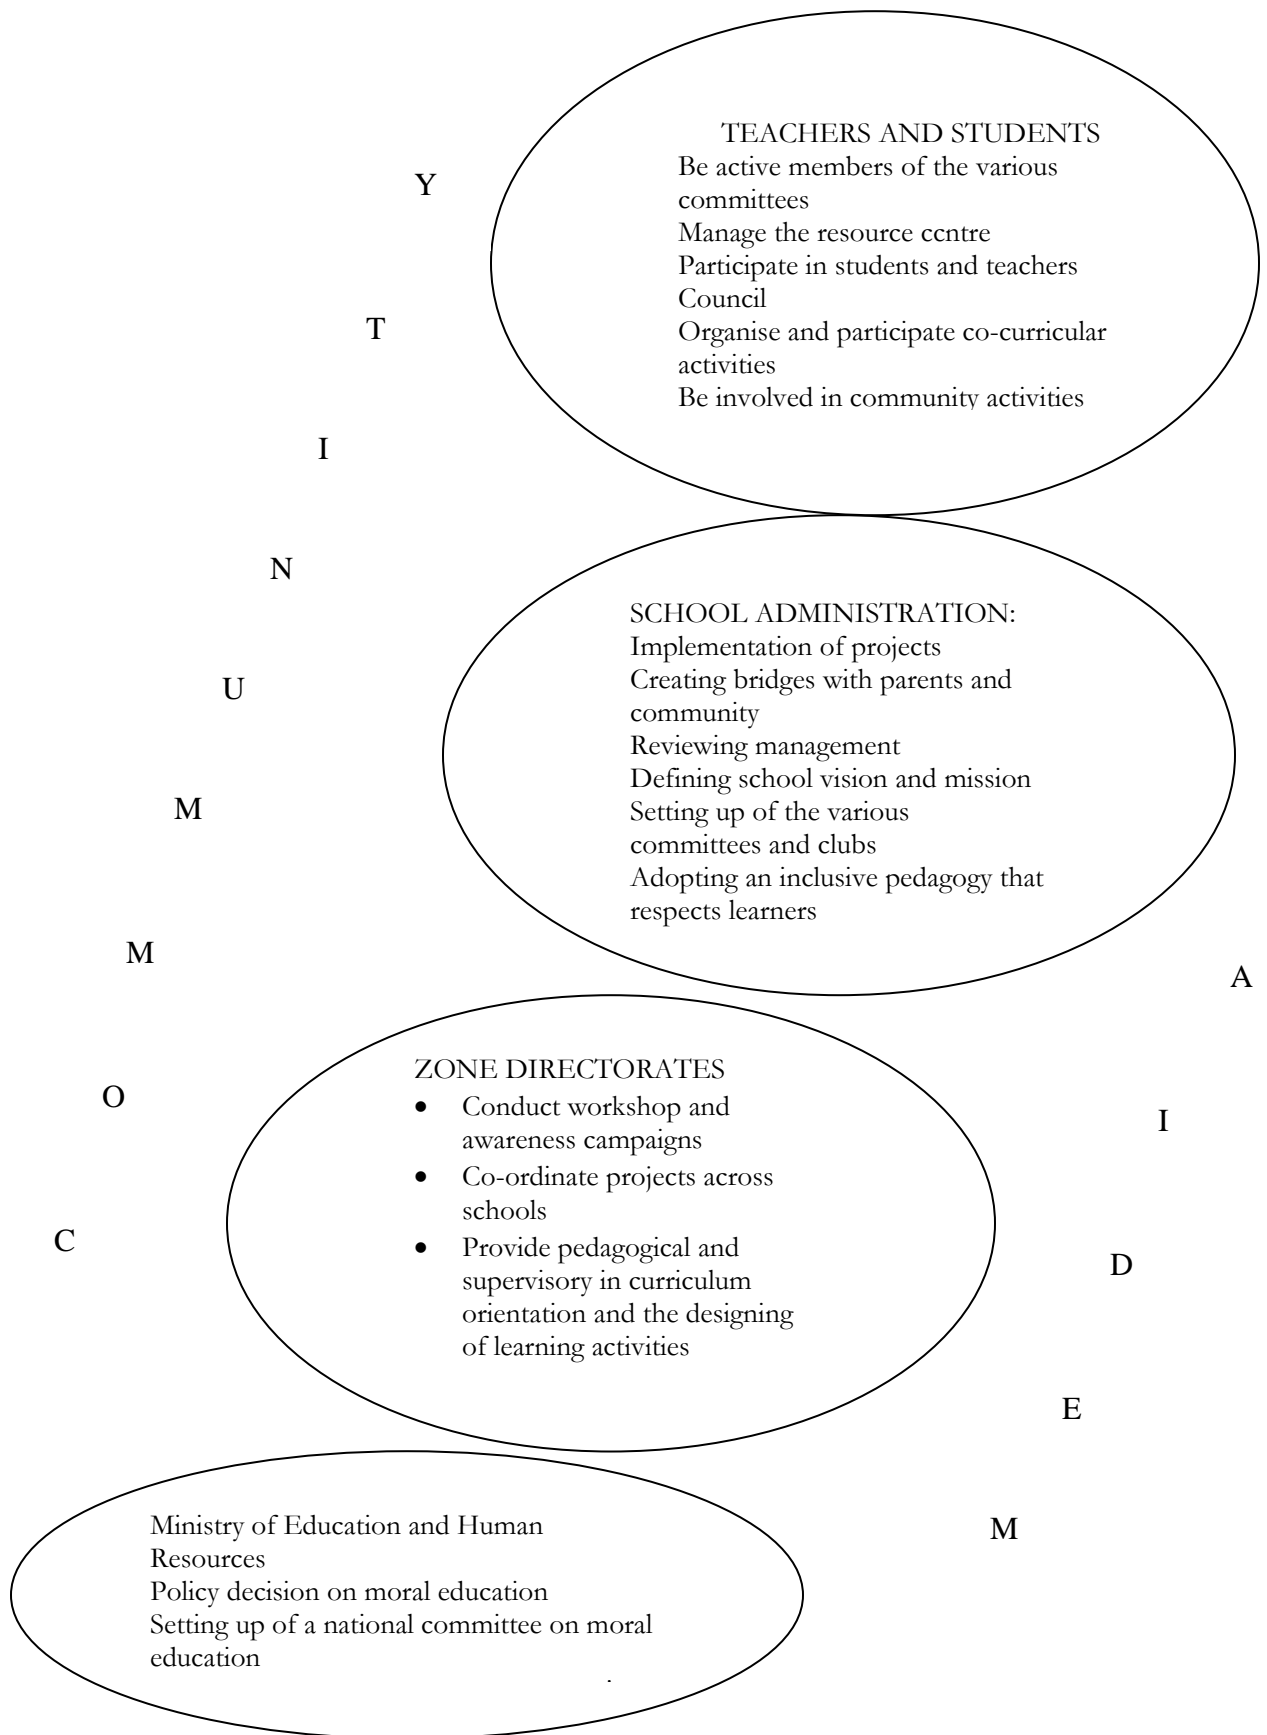 TEACHERS AND STUDENTS
Be active members of the various
committees
Manage the resource ccntre
Participate in students and teachers
Council
Organise and participate co-curricular
activities
Be involved in community activities
Y
T
I
N
U
M
M
O
C
SCHOOL ADMINISTRATION:
Implementation of projects
Creating bridges with parents and
community
Reviewing management
Defining school vision and mission
Setting up of the various
committees and clubs
Adopting an inclusive pedagogy that
respects learners
A
I
D
E
M
ZONE DIRECTORATES
• Conduct workshop and
awareness campaigns
• Co-ordinate projects across
schools
• Provide pedagogical and
supervisory in curriculum
orientation and the designing
of learning activities
Ministry of Education and Human
Resources
Policy decision on moral education
Setting up of a national committee on moral
education
.